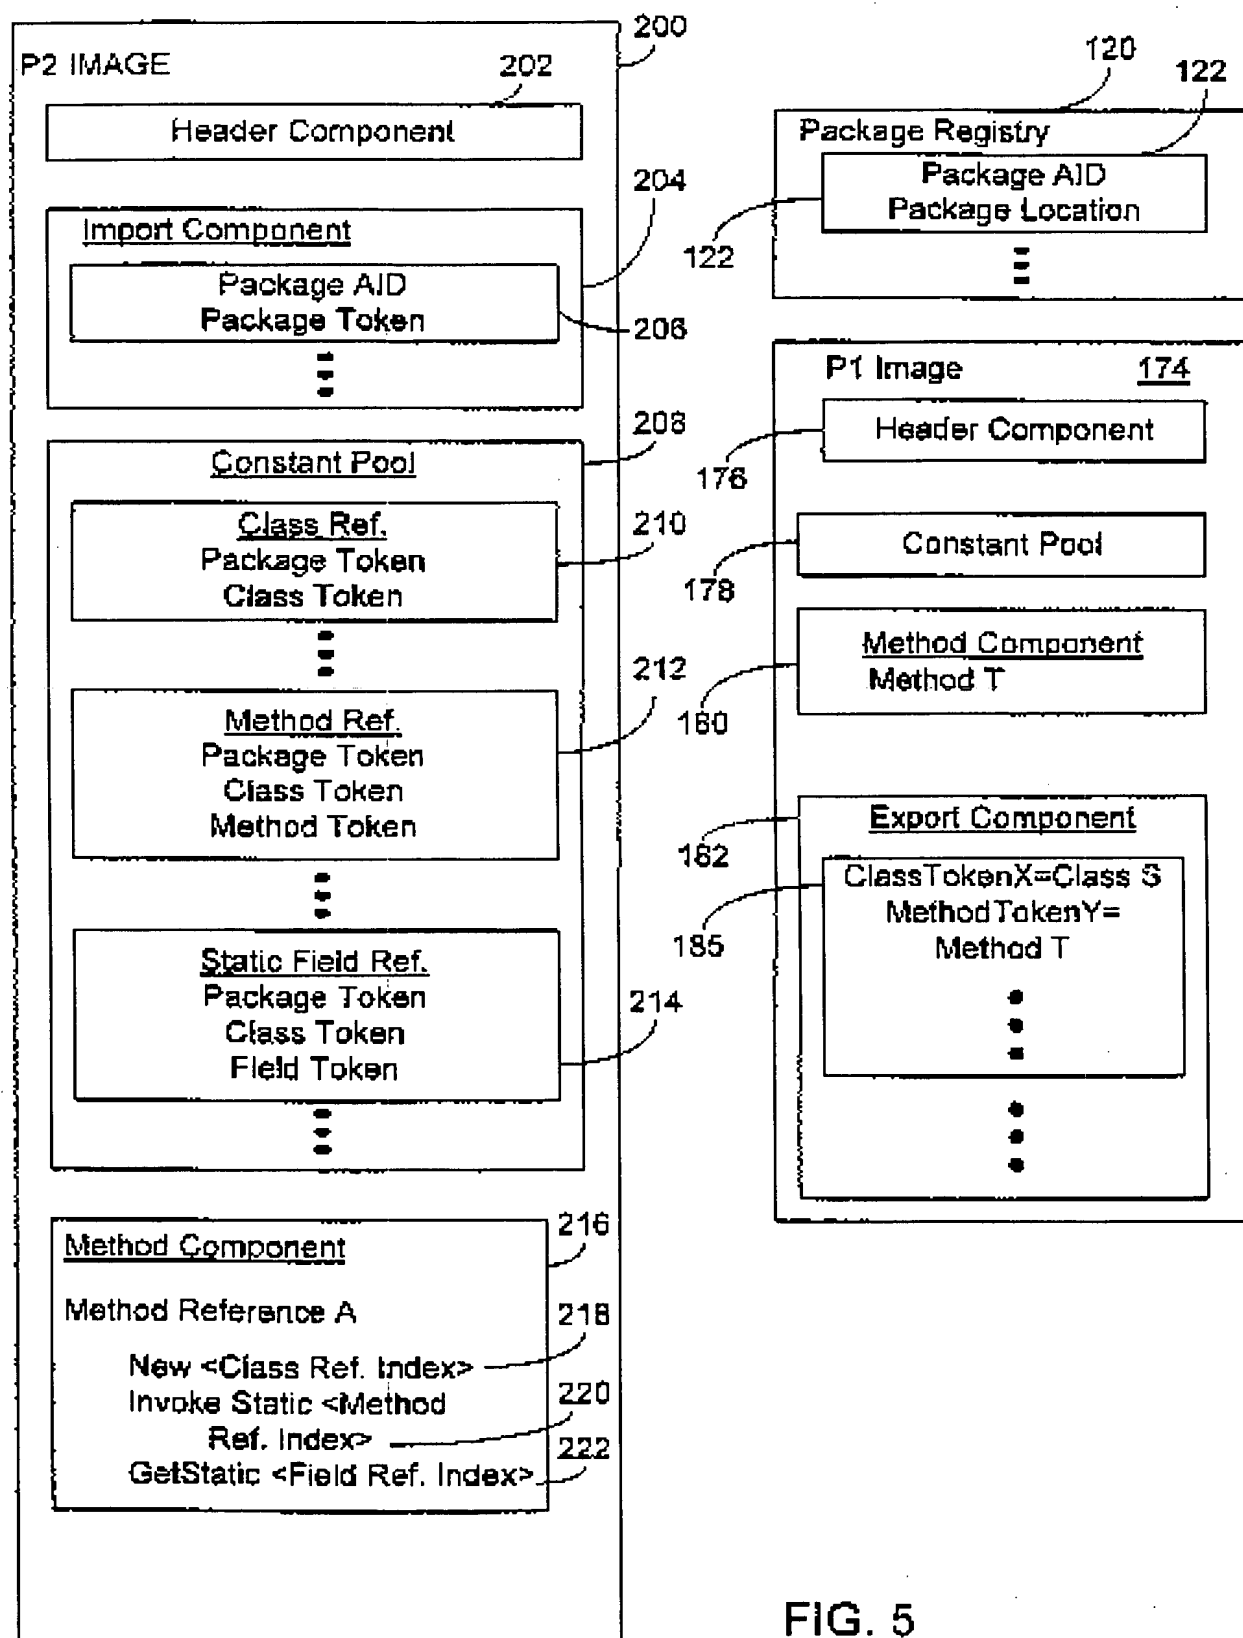 200
P2 IMAGE
202
Header Component
204
Import Component
Package AID
Package Token
206
208
Constant Pool
Class Ref.
Package Token
Class Token
210
Method Ref.
Package Token
Class Token
Method Token
212
Static Field Ref.
Package Token
Class Token
Field Token
214
216
Method Component
Method Reference A
218
New <Class Ref. Index>
Invoke Static <Method
Ref. Index>
220
GetStatic <Field Ref. Index>
222
120
122
Package Registry
Package AID
Package Location
122
P1 Image
174
Header Component
176
Constant Pool
178
Method Component
Method T
180
Export Component
182
ClassTokenX=Class S
MethodTokenY=
Method T
185
FIG. 5